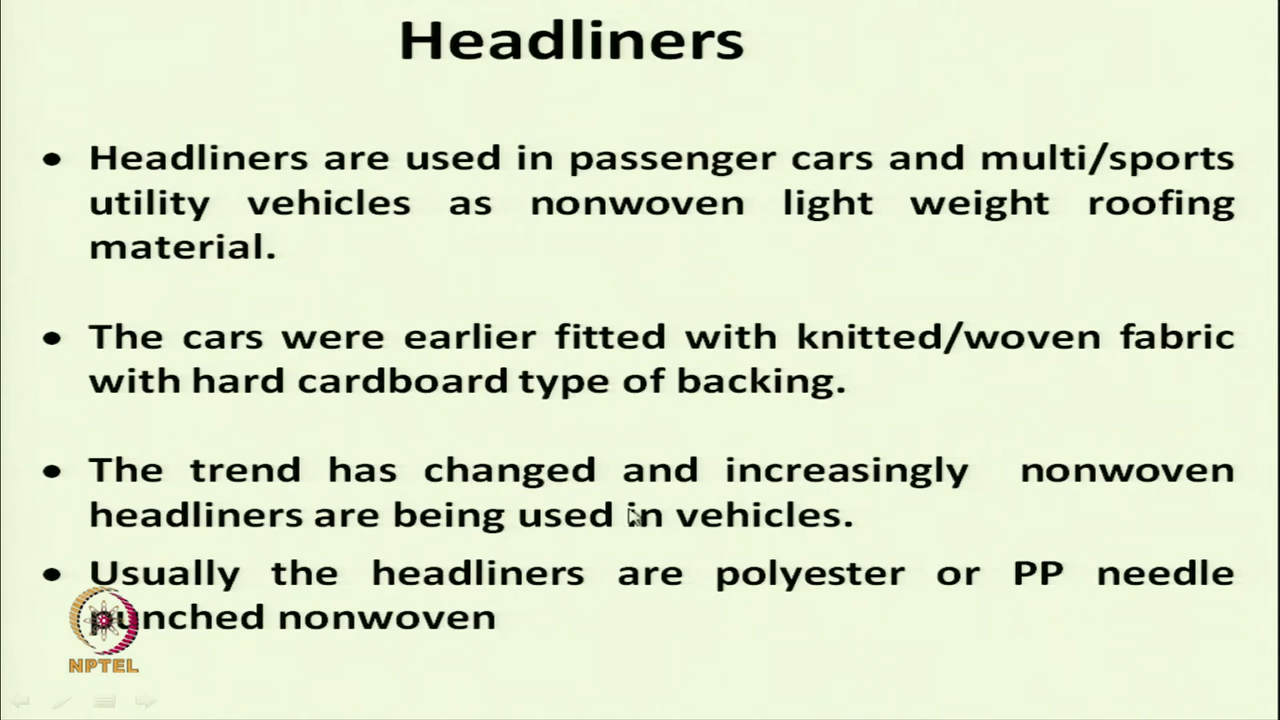 Headliners
• Headliners are used in passenger cars and multi/sports
utility vehicles as nonwoven light weight roofing
material.
• The cars were earlier fitted with knitted/woven fabric
with hard cardboard type of backing.
• The trend has changed and increasingly nonwoven
headliners are being used in vehicles.
• Usually the headliners are polyester or PP needle
punched nonwoven
NPTEL